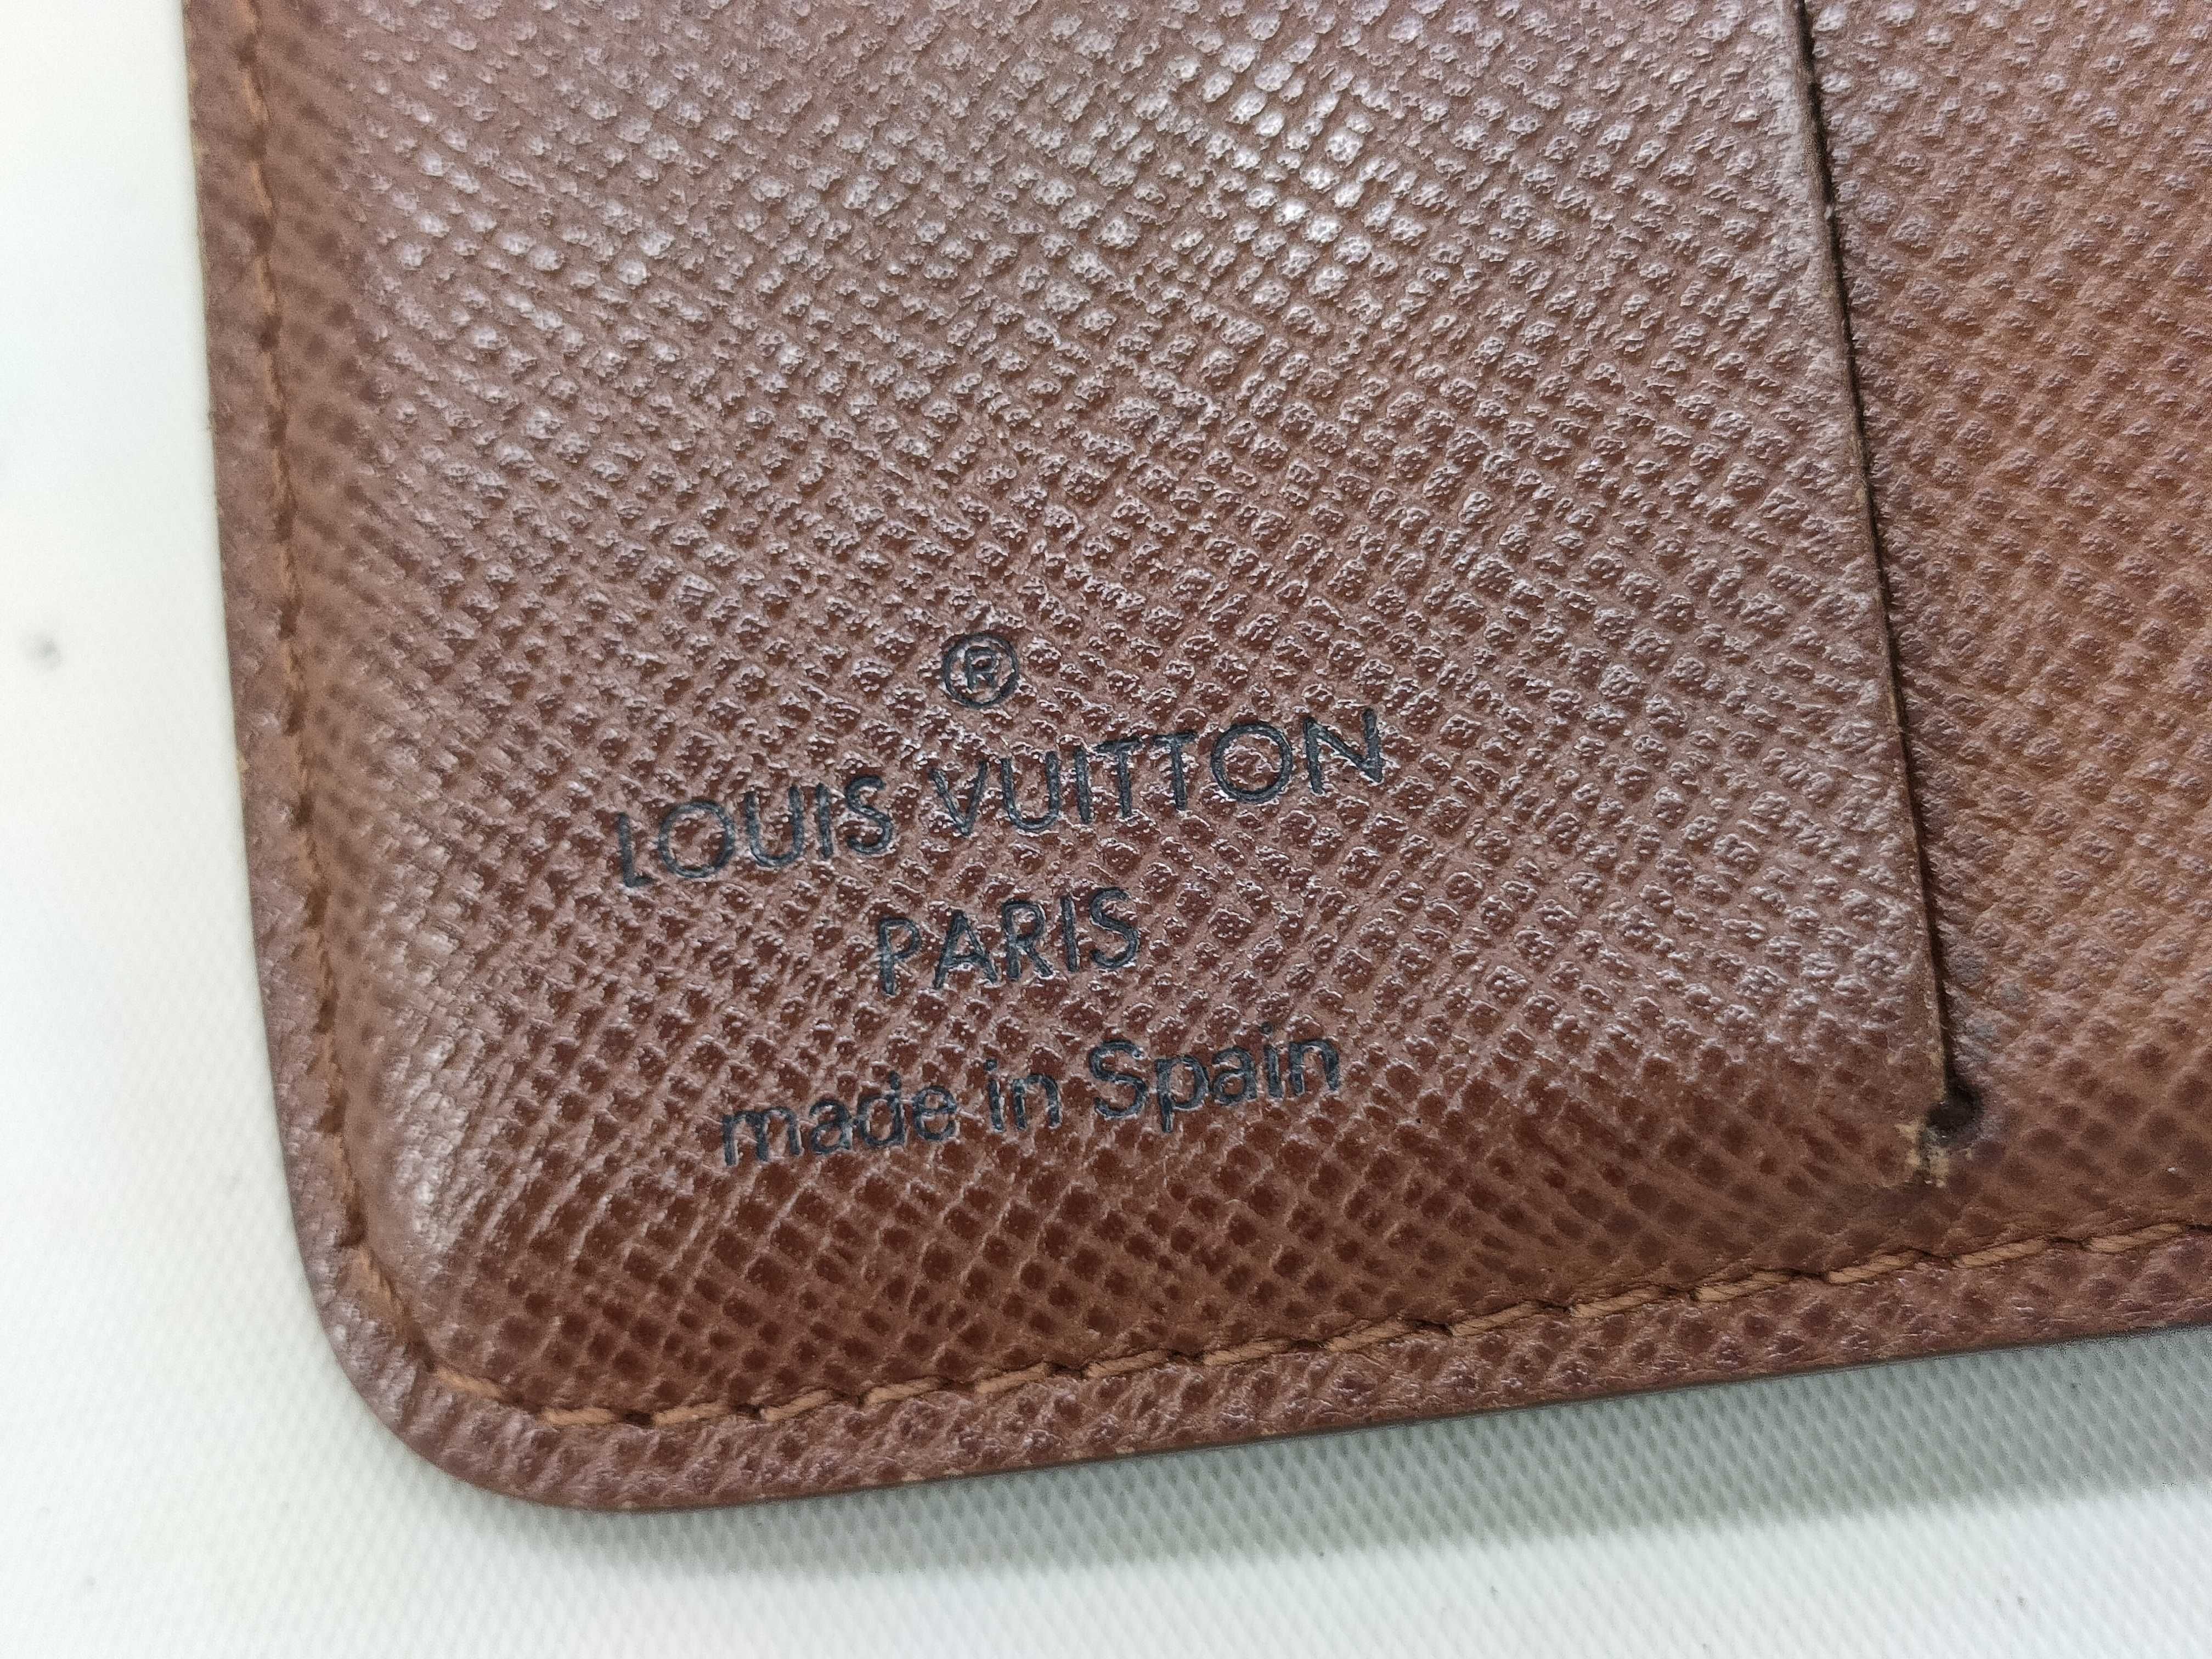 ®
LOUIS VUITTON
PARIS
made in Spain